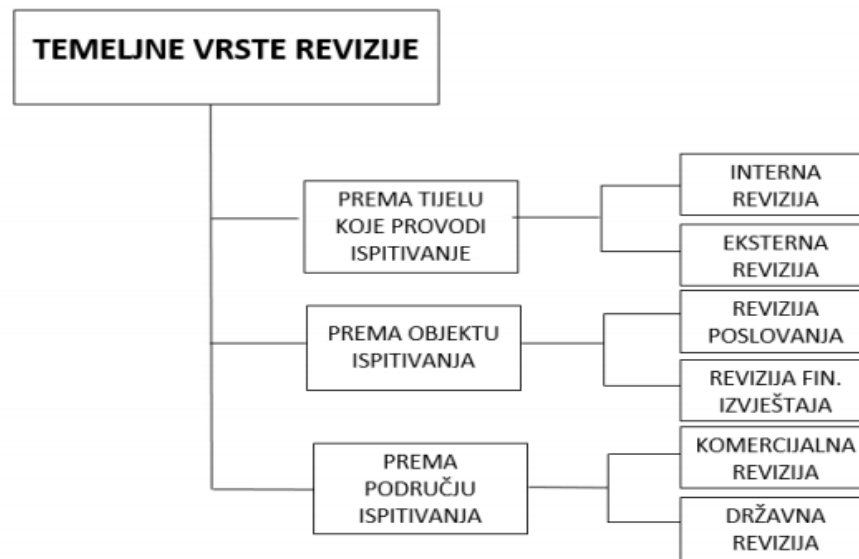 TEMELJNE VRSTE REVIZIJE
PREMA TIJELU
KOJE PROVODI
ISPITIVANJE
INTERNA
REVIZIJA
EKSTERNA
REVIZIJA
PREMA OBJEKTU
ISPITIVANJA
REVIZIJA
POSLOVANJA
REVIZIJA FIN.
IZVJEŠTAJA
PREMA
PODRUČJU
ISPITIVANJA
KOMERCIJALNA
REVIZIJA
DRŽAVNA
REVIZIJA